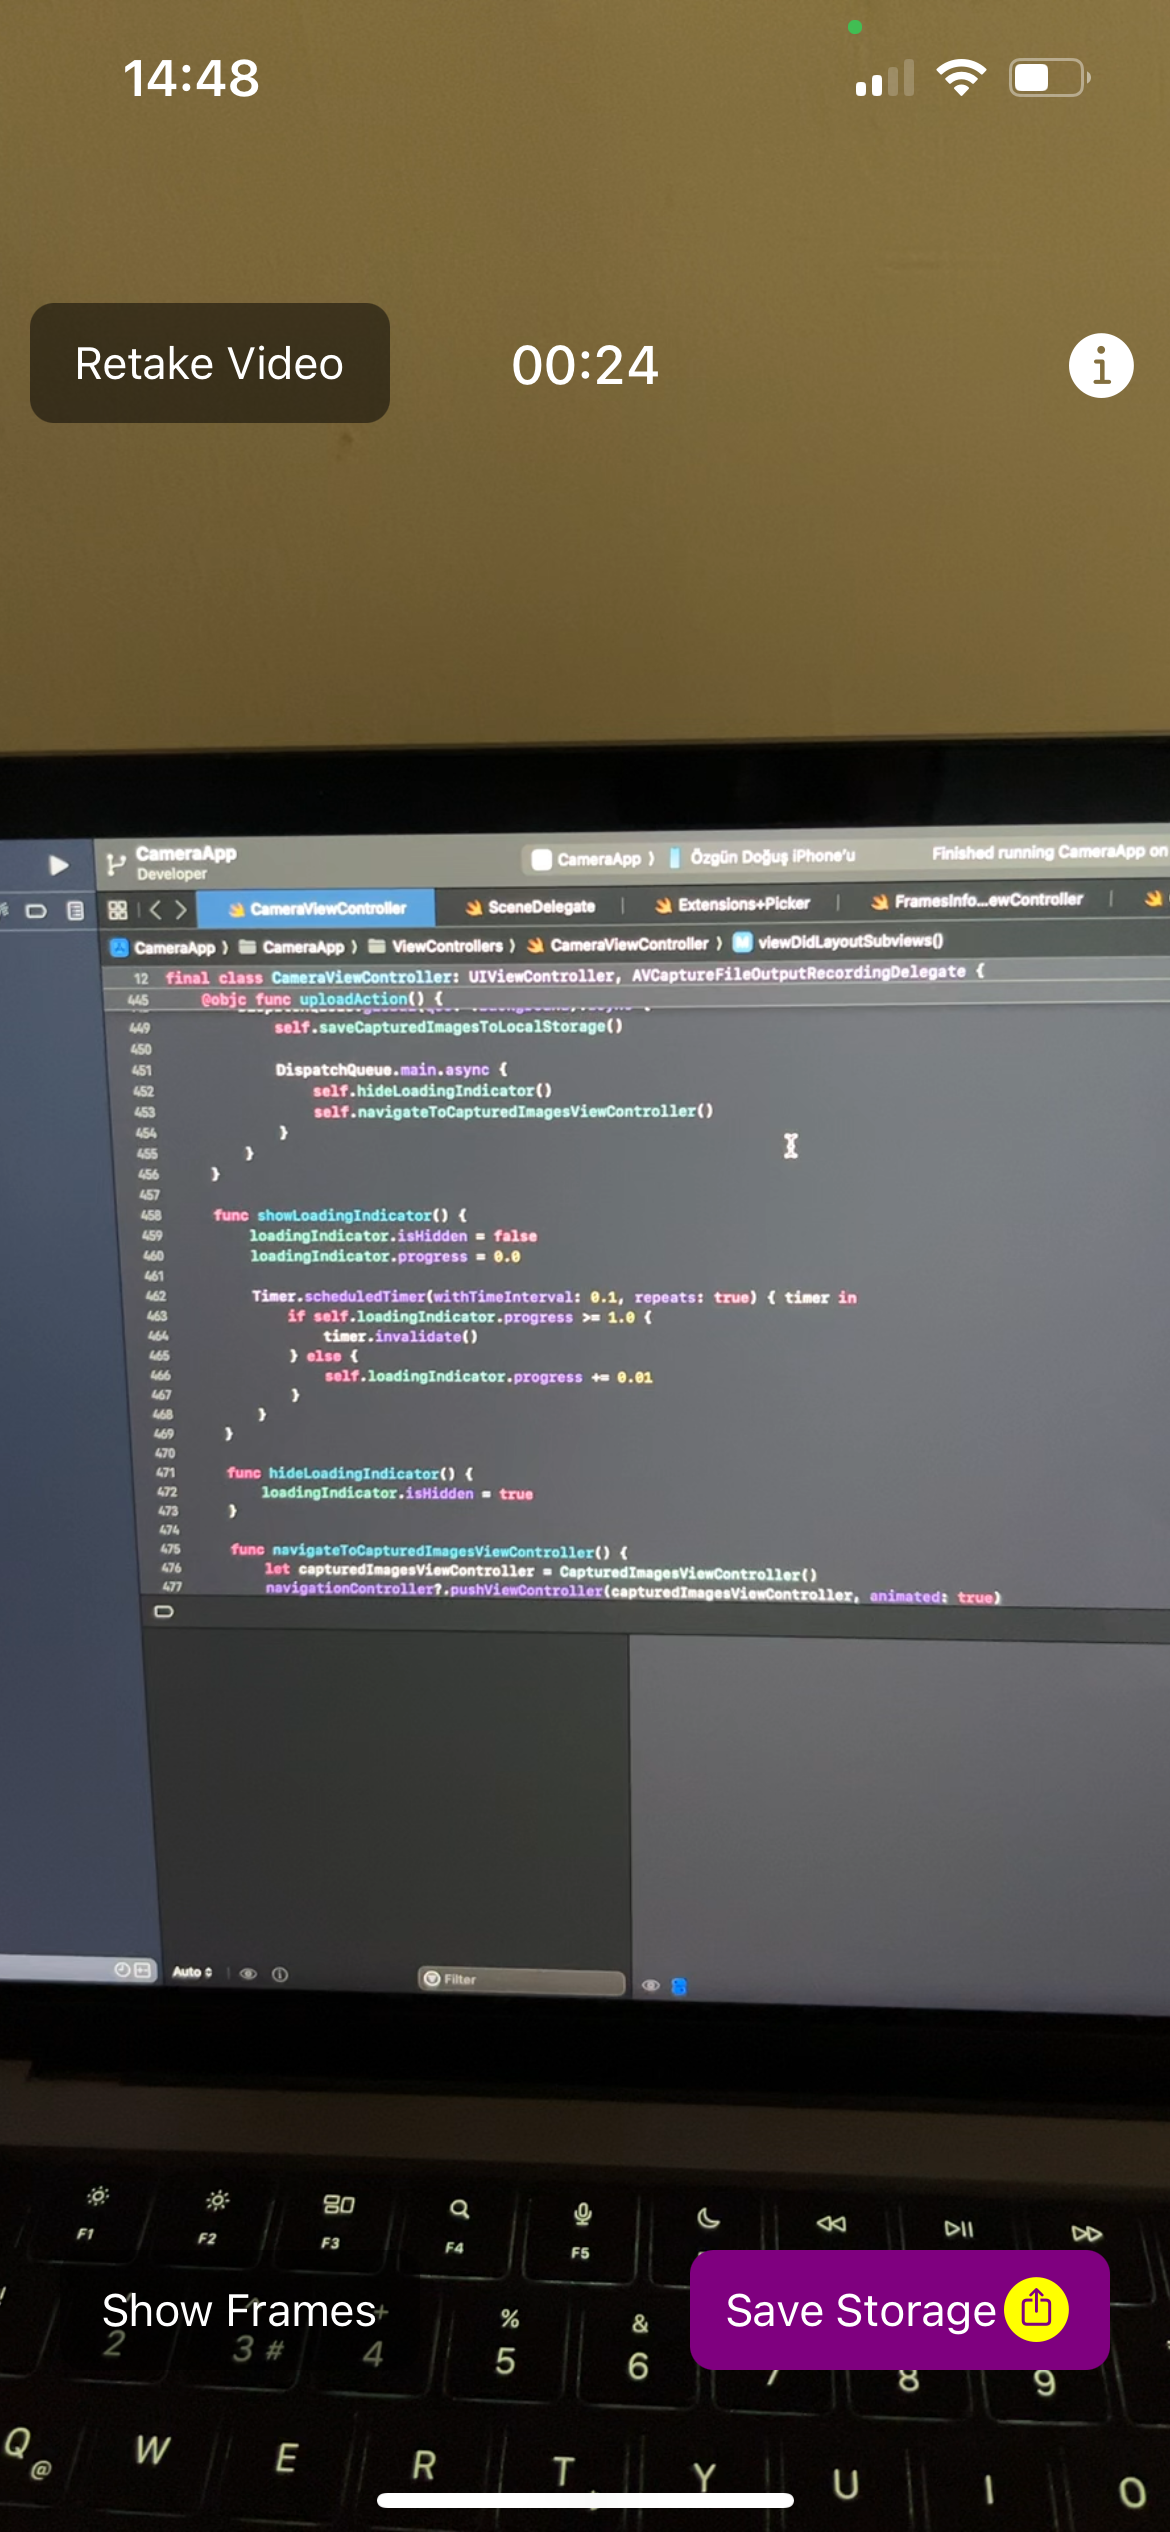 14:48
Retake Video
00:24
CameraApp
Developer
CameraApp
Özgün Doğuş iPhone'u
Finished running CameraApp on
CameraViewController
SceneDelegate
Extensions+Picker
FramesInfo...ewController
CameraApp
CameraApp
ViewControllers
CameraViewController
M
viewDidLayoutSubviews()
12 final class CameraViewController: UIViewController, AVCaptureFileOutputRecordingDelegate {
445 @objc func uploadAction() {
449 self.saveCapturedImagesToLocalStorage()
450
451 DispatchQueue.main.async {
452 self.hideLoadingIndicator()
453 self.navigateToCapturedImagesViewController()
454 }
455 }
456 }
457
458 func showLoadingIndicator() {
459 loadingIndicator.isHidden = false
460 loadingIndicator.progress = 0.0
461
462 Timer.scheduledTimer(withTimeInterval: 0.1, repeats: true) { timer in
463 if self.loadingIndicator.progress >= 1.0 {
464 timer.invalidate()
465 } else {
466 self.loadingIndicator.progress += 0.01
467 }
468 }
469 }
470
471 func hideLoadingIndicator() {
472 loadingIndicator.isHidden = true
473 }
474
475 func navigateToCapturedImagesViewController() {
476 let capturedImagesViewController = CapturedImagesViewController()
477 navigationController?.pushViewController(capturedImagesViewController, animated: true)
Auto
Filter
F1
F2
F3
F4
F5
Show Frames
Save Storage
+
%
&
2
3 #
4
5
6
8
9
Q @
W
E
R
T
Y
U
I
O